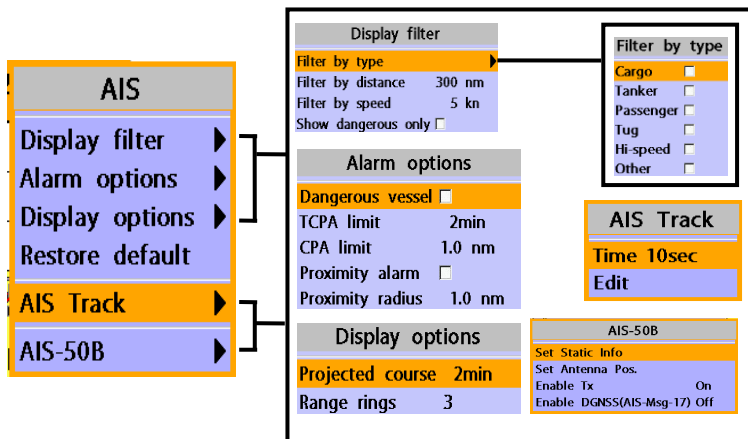 AIS
Display filter
Alarm options
Display options
Restore default
AIS Track
AIS-50B
Display filter
Filter by type
Filter by distance 300 nm
Filter by speed 5 kn
Show dangerous only
Filter by type
Cargo
Tanker
Passenger
Tug
Hi-speed
Other
Alarm options
Dangerous vessel
TCPA limit 2min
CPA limit 1.0 nm
Proximity alarm
Proximity radius 1.0 nm
AIS Track
Time 10sec
Edit
Display options
Projected course 2min
Range rings 3
AIS-50B
Set Static Info
Set Antenna Pos.
Enable Tx On
Enable DGNSS(AIS-Msg-17) Off